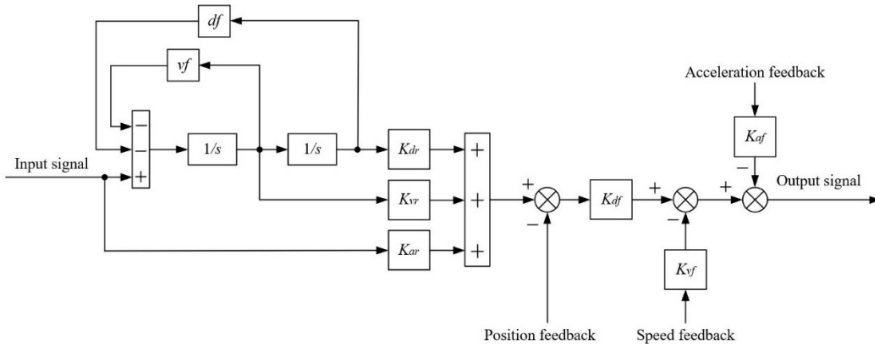 df
vf
Acceleration feedback
−
−
+
1/s
1/s
Kdr
+
Kaf
Input signal
−
Output signal
Kvr
+
+
−
Kdf
+
−
+
Kar
+
Kvf
Position feedback
Speed feedback